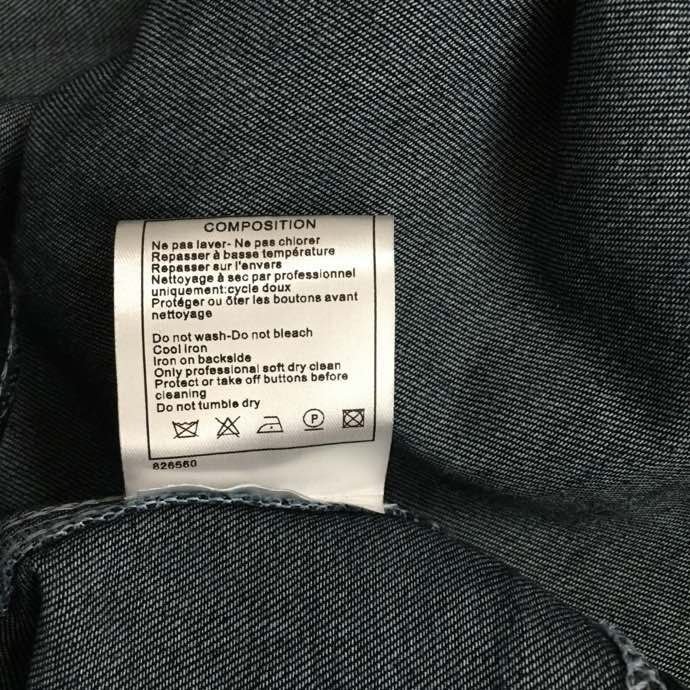 COMPOSITION
Ne pas laver- Ne pas chlorer
Repasser à basse température
Repasser sur l'envers
Nettoyage à sec par professionnel
uniquement:cycle doux
Protéger ou ôter les boutons avant
nettoyage
Do not wash-Do not bleach
Cool iron
Iron on backside
Only professional soft dry clean
Protect or take off buttons before
cleaning
Do not tumble dry
P
826560